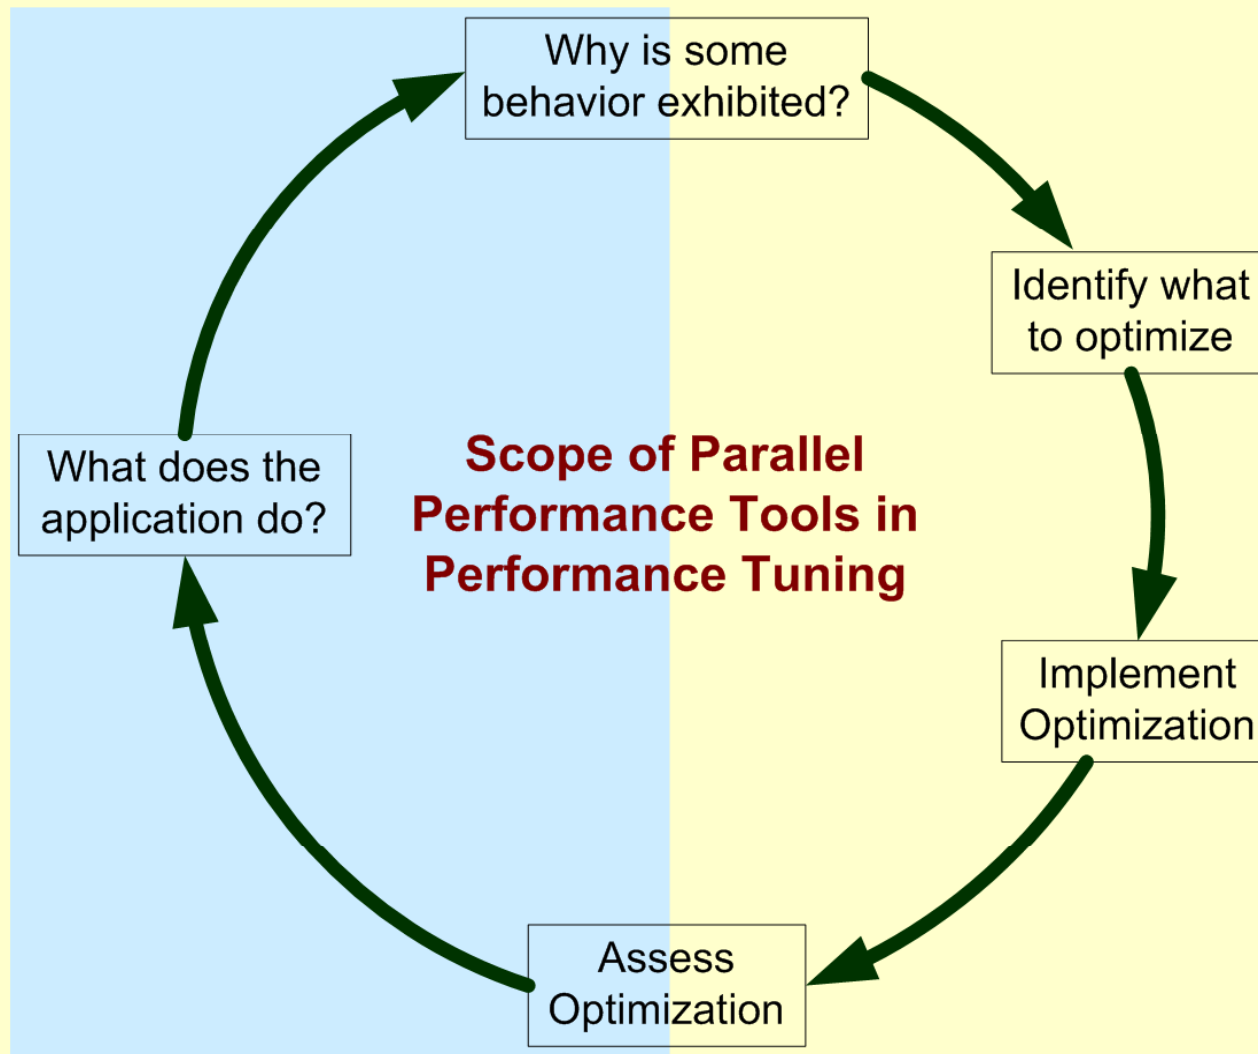 Why is some
behavior exhibited?
Identify what
to optimize
What does the
application do?
Scope of Parallel
Performance Tools in
Performance Tuning
Implement
Optimization
Assess
Optimization